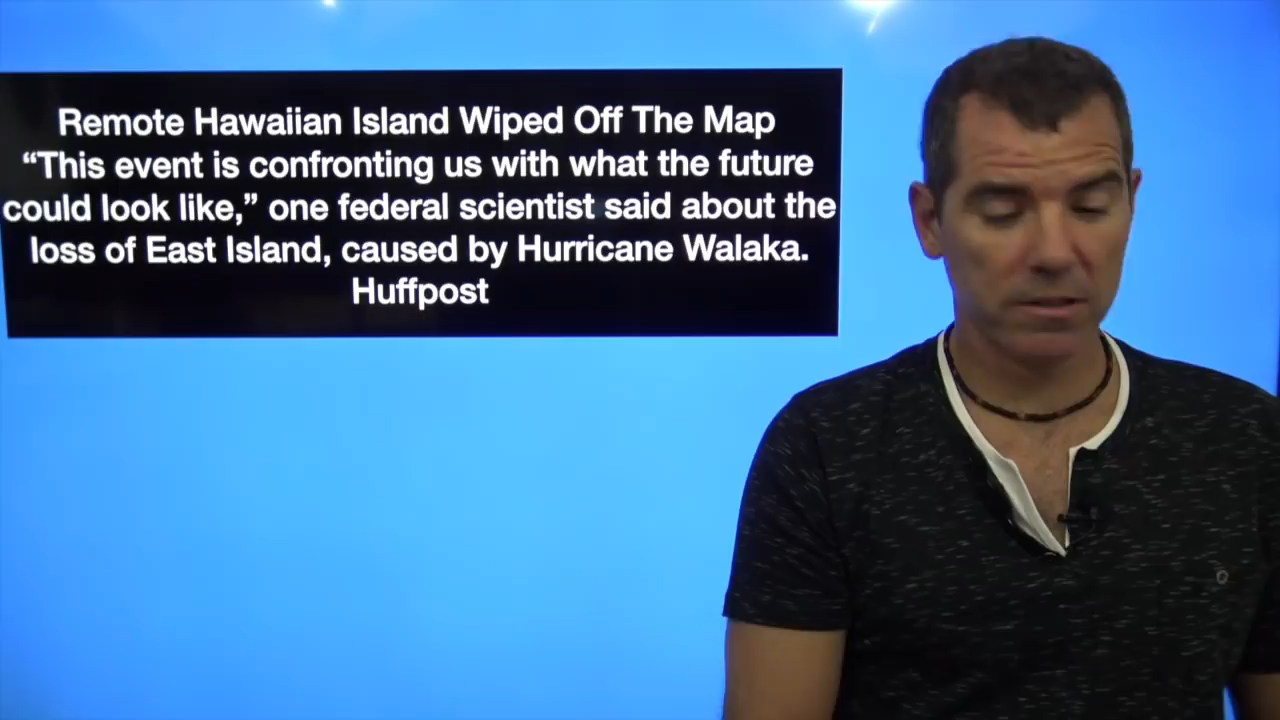 Remote Hawaiian Island Wiped Off The Map
“This event is confronting us with what the future
could look like,” one federal scientist said about the
loss of East Island, caused by Hurricane Walaka.
Huffpost